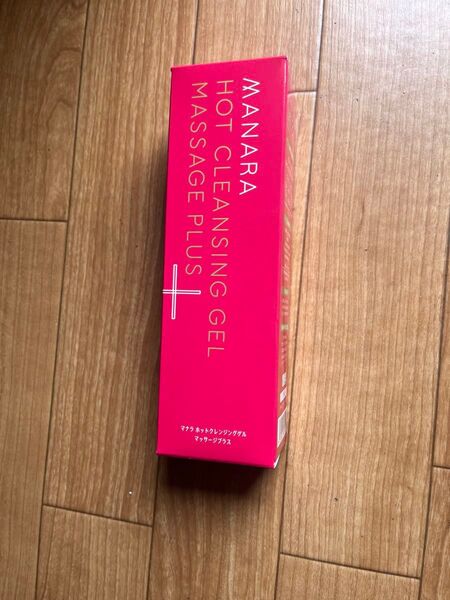 MANARA
HOT CLEANSING GEL
MASSAGE PLUS
マナラ ホットクレンジングゲル
マッサージプラス